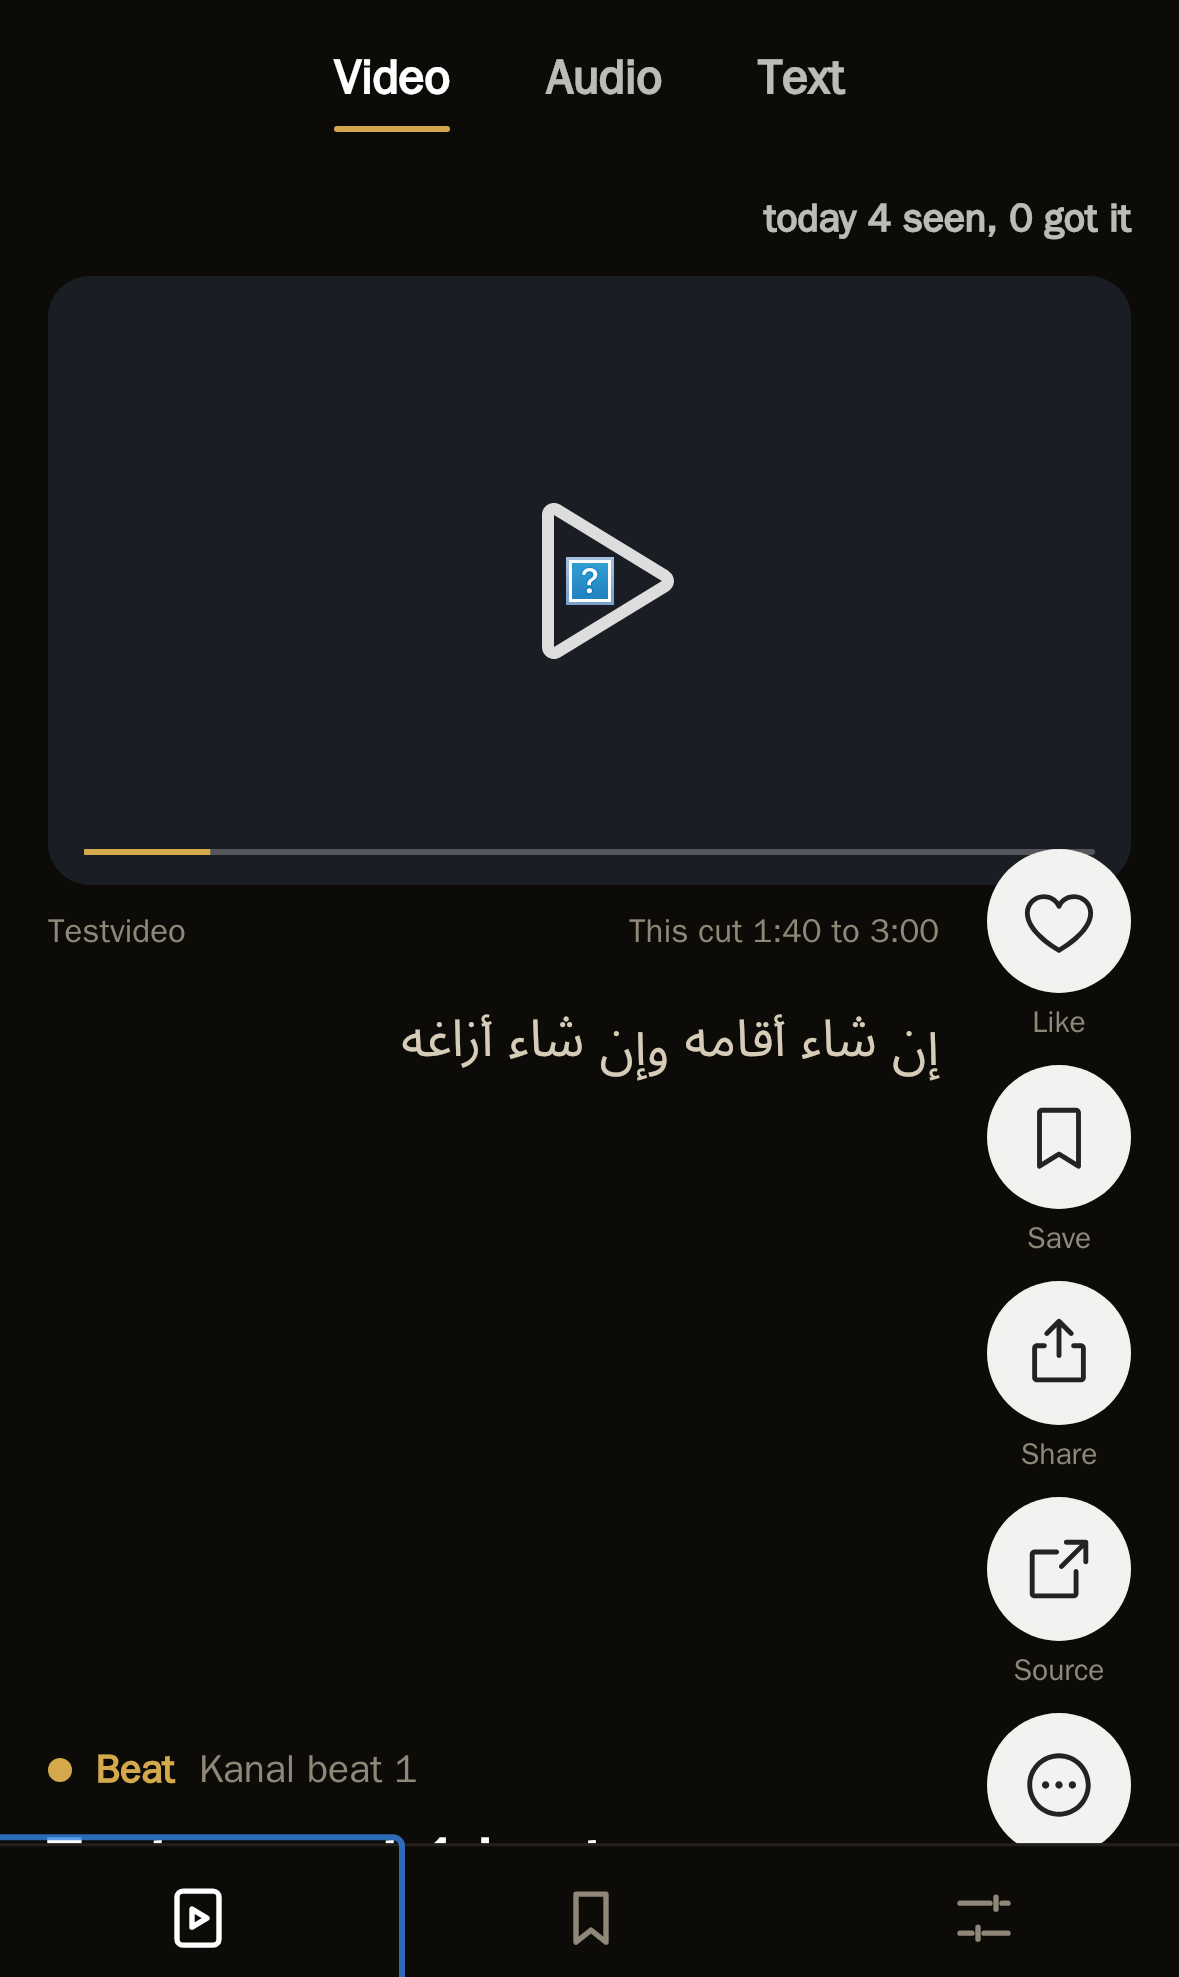 Video
Audio
Text
today 4 seen, 0 got it
?
Testvideo
This cut 1:40 to 3:00
Like
إن شاء أقامه وإن شاء أزاغه
Save
Share
Source
Beat Kanal beat 1